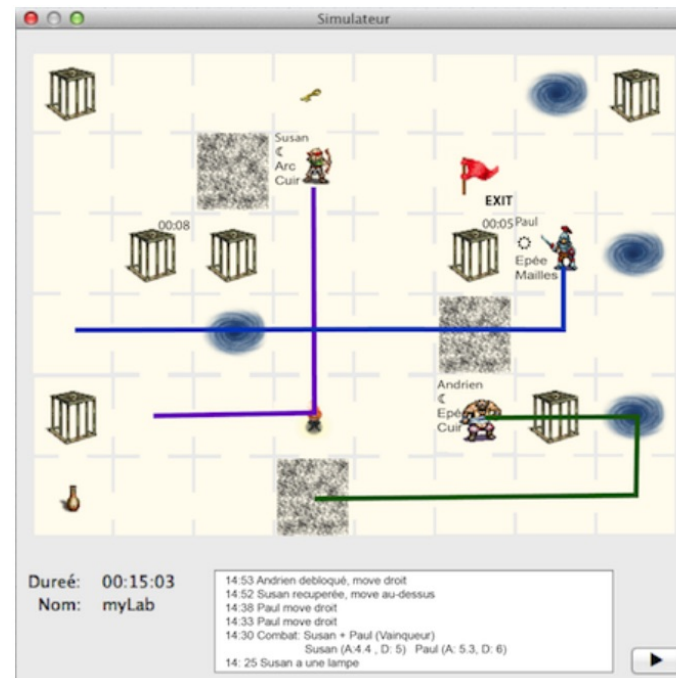 Simulateur
Susan
Arc
Cuir
EXIT
00:08
00:05 Paul
Epée
Mailles
Andrien
Epé
Cuir
Dureé: 00:15:03
Nom: myLab
14:53 Andrien debloqué, move droit
14:52 Susan recuperée, move au-dessus
14:38 Paul move droit
14:33 Paul move droit
14:30 Combat: Susan + Paul (Vainqueur)
Susan (A:4.4 , D: 5) Paul (A: 5.3, D: 6)
14: 25 Susan a une lampe